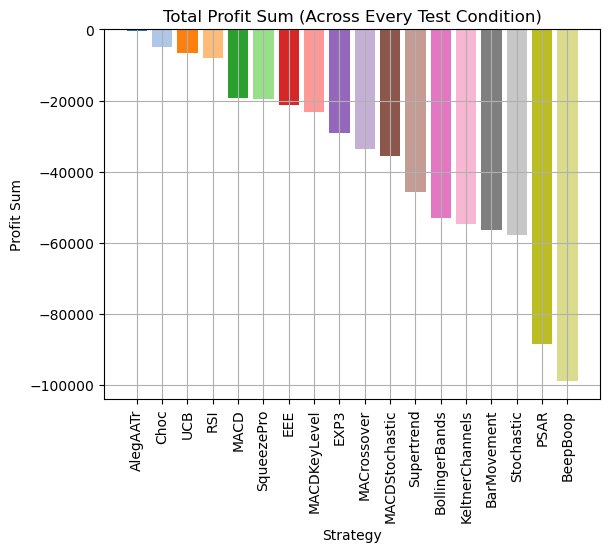 Total Profit Sum (Across Every Test Condition)
0
−20000
−40000
−60000
−80000
−100000
Profit Sum
AlegAATr
Choc
UCB
RSI
MACD
SqueezePro
EEE
MACDKeyLevel
EXP3
MACrossover
MACDStochastic
Supertrend
BollingerBands
KeltnerChannels
BarMovement
Stochastic
PSAR
BeepBoop
Strategy